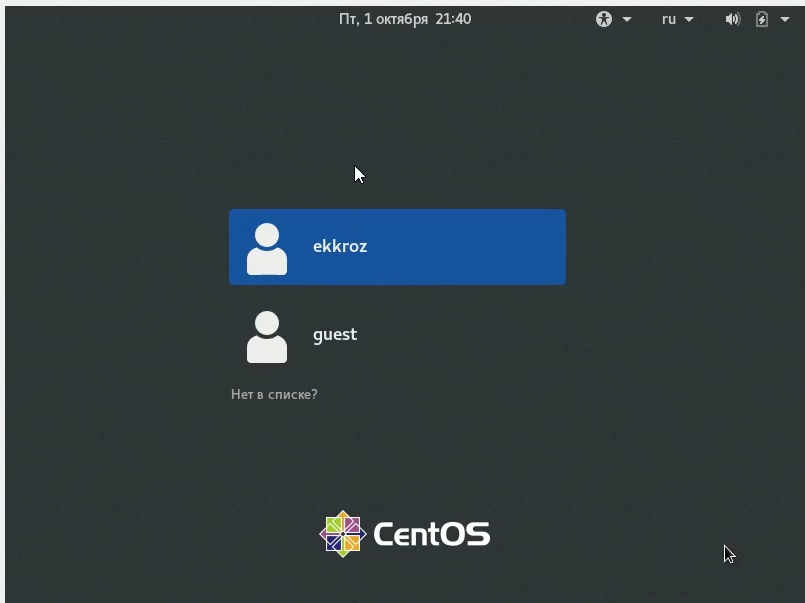 Пт, 1 октября 21:40
ru
ekkroz
guest
Нет в списке?
CentOS